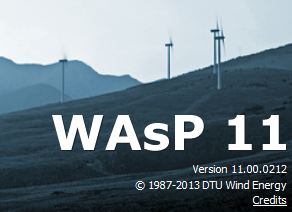 WAsP 11
Version 11.00.0212
© 1987-2013 DTU Wind Energy
Credits